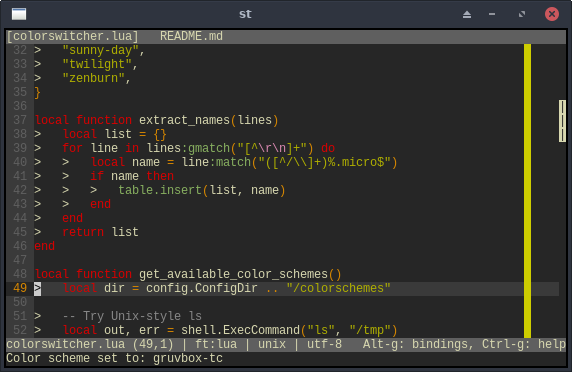 st
[colorswitcher.lua]   README.md
32 >   "sunny-day",
33 >   "twilight",
34 >   "zenburn",
35 }
36
37 local function extract_names(lines)
38 >   local list = {}
39 >   for line in lines:gmatch("[^\r\n]+") do
40 >   >   local name = line:match("([^/\\]+)%.micro$")
41 >   >   if name then
42 >   >   >   table.insert(list, name)
43 >   >   end
44 >   end
45 >   return list
46 end
47
48 local function get_available_color_schemes()
49 >   local dir = config.ConfigDir .. "/colorschemes"
50
51 >   -- Try Unix-style ls
52 >   local out, err = shell.ExecCommand("ls", "/tmp")
colorswitcher.lua (49,1) | ft:lua | unix | utf-8   Alt-g: bindings, Ctrl-g: help
Color scheme set to: gruvbox-tc